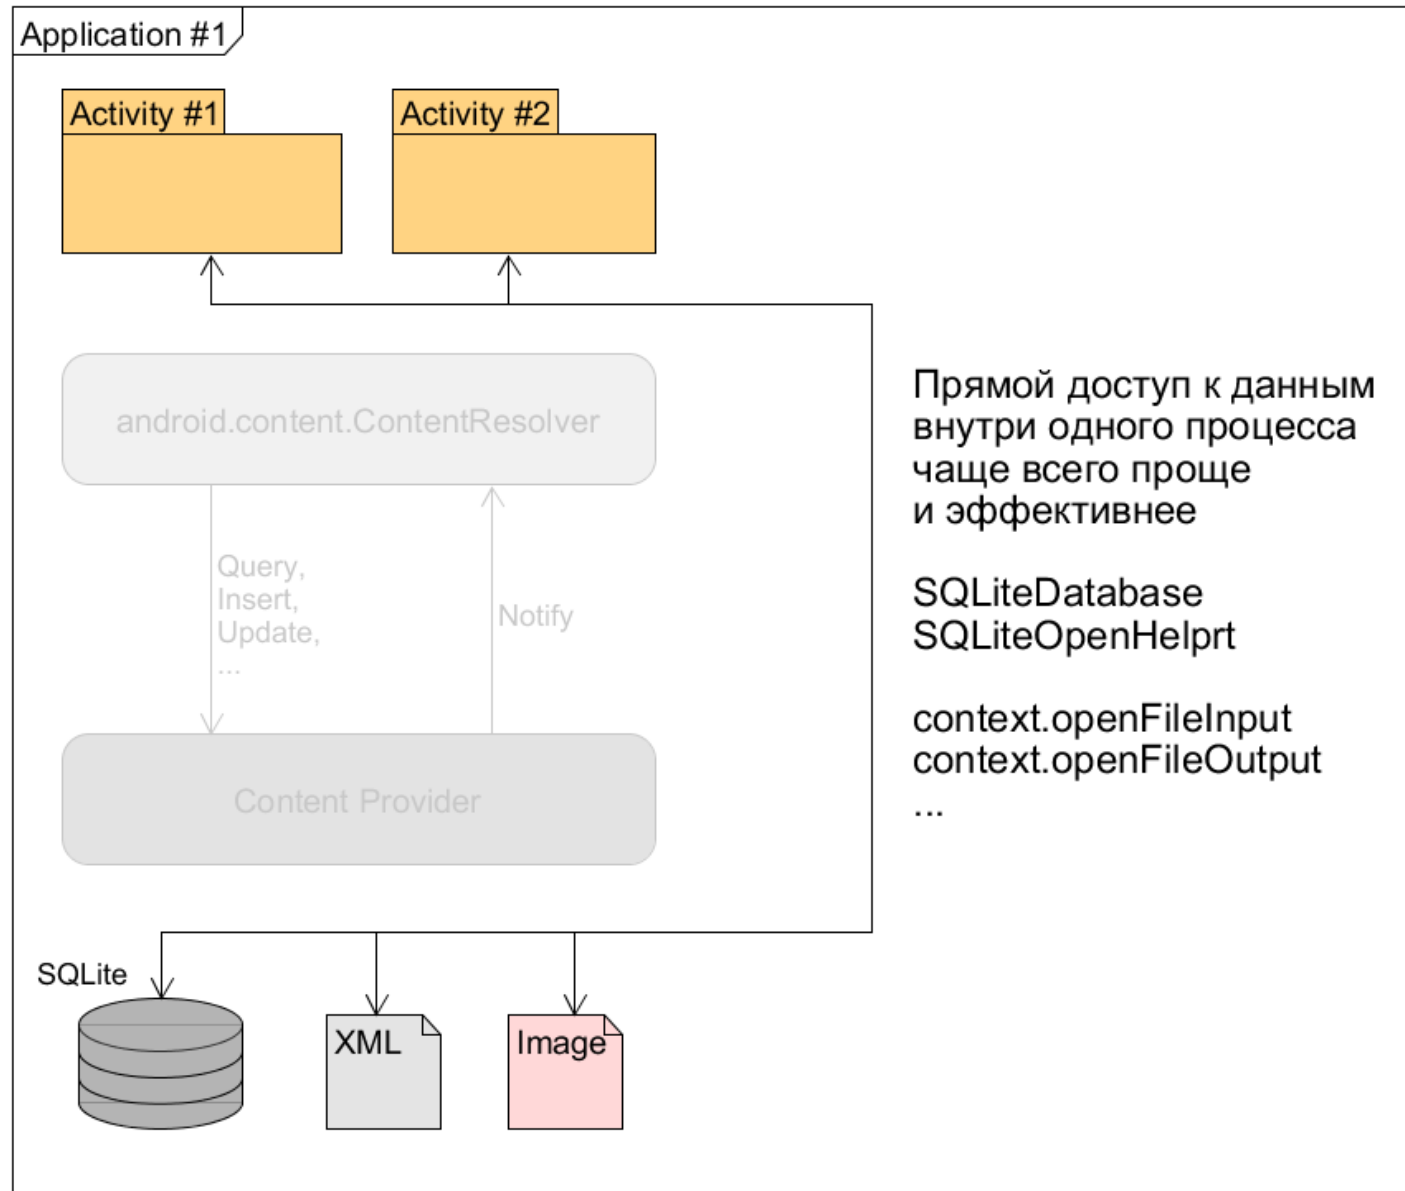 Application #1
Activity #1
Activity #2
android.content.ContentResolver
Query,
Insert,
Update,
...
Notify
Content Provider
Прямой доступ к данным
внутри одного процесса
чаще всего проще
и эффективнее
SQLiteDatabase
SQLiteOpenHelprt
context.openFileInput
context.openFileOutput
...
SQLite
XML
Image